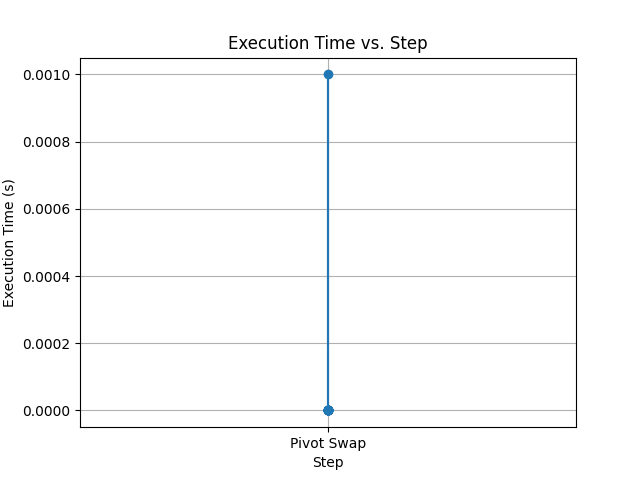 Execution Time vs. Step
Execution Time (s)
0.0010
0.0008
0.0006
0.0004
0.0002
0.0000
Pivot Swap
Step